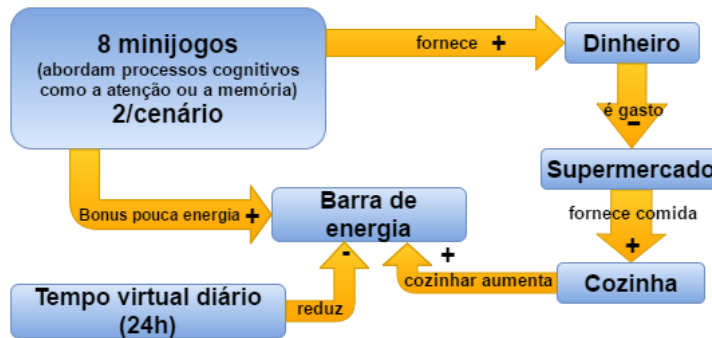 8 minijogos
(abordam processos cognitivos
como a atenção ou a memória)
2/cenário
fornece +
Dinheiro
é gasto
-
Supermercado
fornece comida
+
Cozinha
Bonus pouca energia +
Barra de
energia
-
+
cozinhar aumenta
Tempo virtual diário
(24h)
reduz